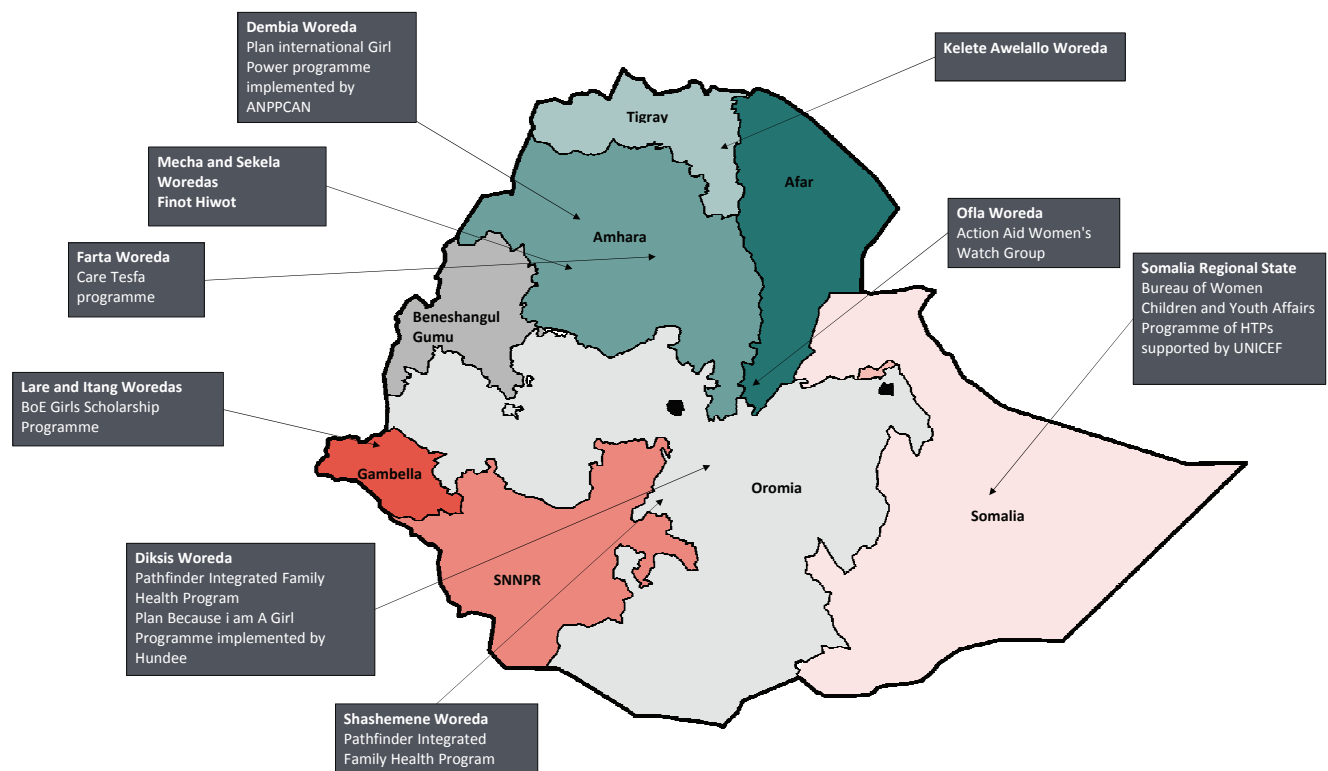 Dembia Woreda
Plan international Girl
Power programme
implemented by
ANPPCAN
Kelete Awelallo Woreda
Mecha and Sekela
Woredas
Finot Hiwot
Farta Woreda
Care Tesfa
programme
Ofla Woreda
Action Aid Women's
Watch Group
Somalia Regional State
Bureau of Women
Children and Youth Affairs
Programme of HTPs
supported by UNICEF
Lare and Itang Woredas
BoE Girls Scholarship
Programme
Diksis Woreda
Pathfinder Integrated Family
Health Program
Plan Because i am A Girl
Programme implemented by
Hundee
Shashemene Woreda
Pathfinder Integrated
Family Health Program
Tigray
Afar
Amhara
Beneshangul
Gumu
Gambella
SNNPR
Oromia
Somalia